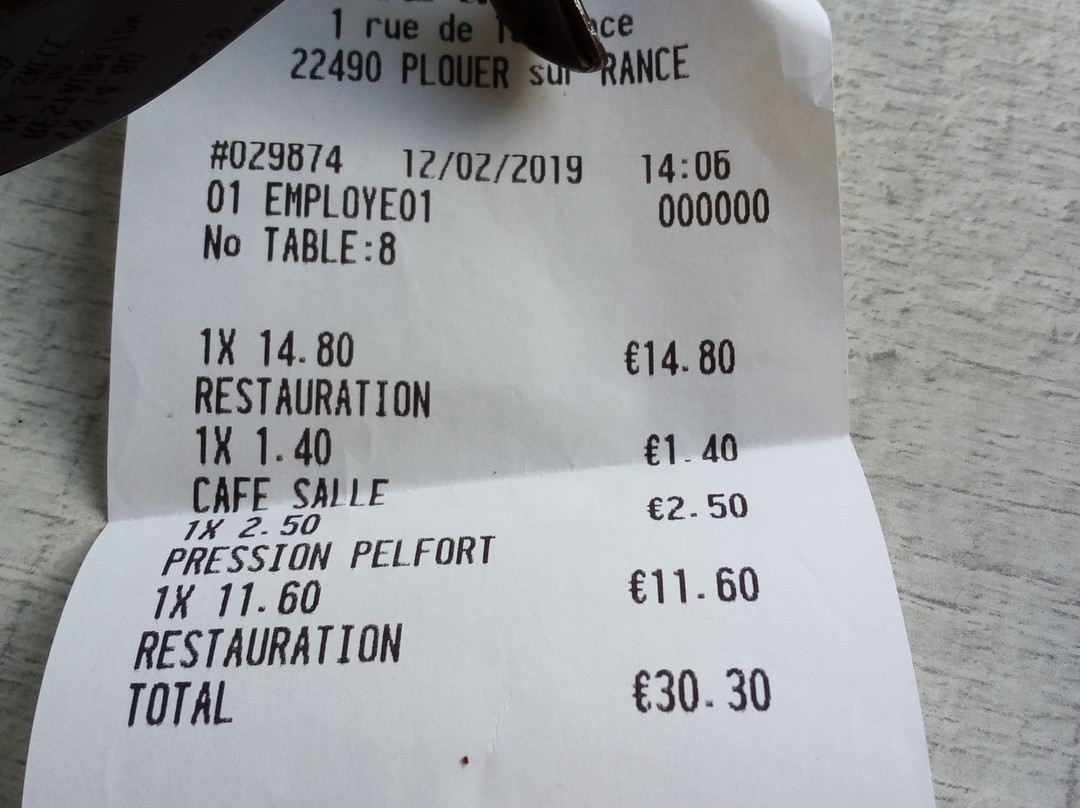 1 rue de
22490 PLOUER sur RANCE
#029874 12/02/2019 14:06
01 EMPLOYE01 000000
No TABLE:8
1X 14.80 €14.80
RESTAURATION
1X 1.40 €1.40
CAFE SALLE
1X 2.50 €2.50
PRESSION PELFORT
1X 11.60 €11.60
RESTAURATION
TOTAL €30.30